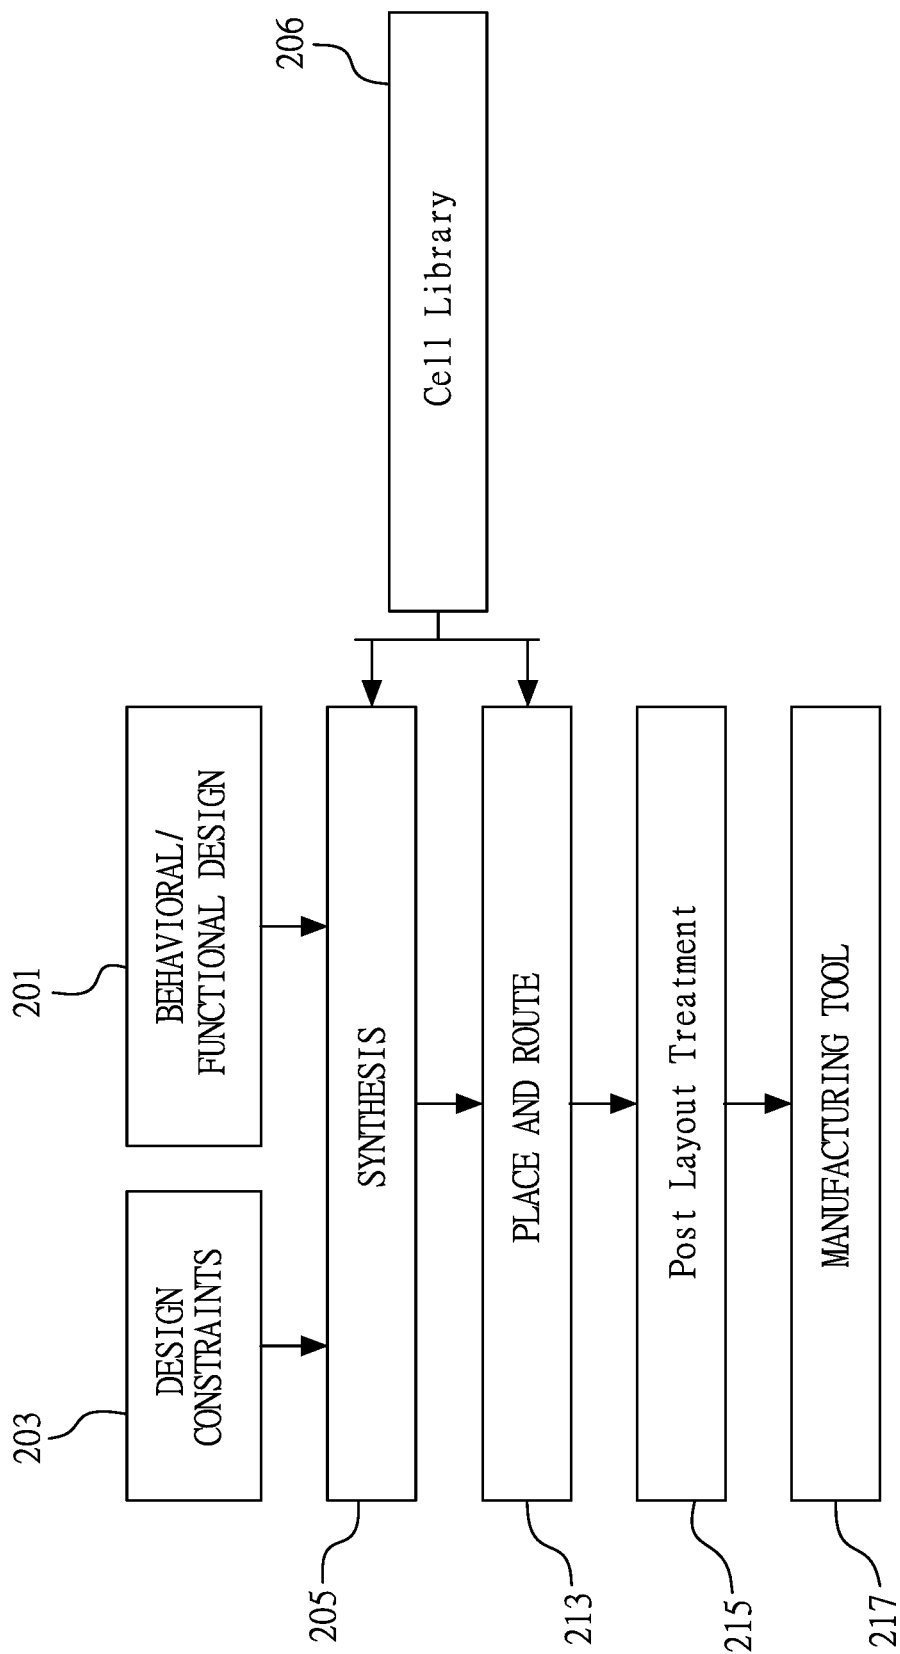 203
DESIGN
CONSTRAINTS
201
BEHAVIORAL/
FUNCTIONAL DESIGN
205
SYNTHESIS
206
Cell Library
213
PLACE AND ROUTE
215
Post Layout Treatment
217
MANUFACTURING TOOL